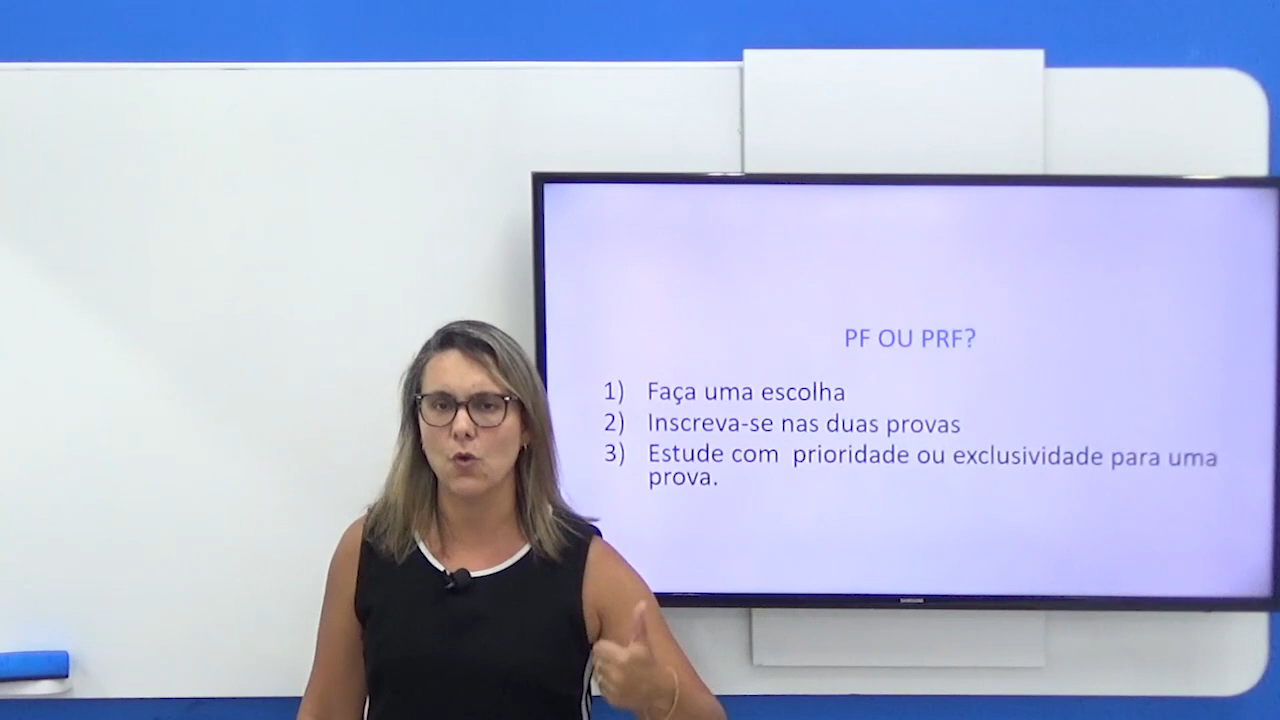 PF OU PRF?
1) Faça uma escolha
2) Inscreva-se nas duas provas
3) Estude com prioridade ou exclusividade para uma
prova.
SAMSUNG